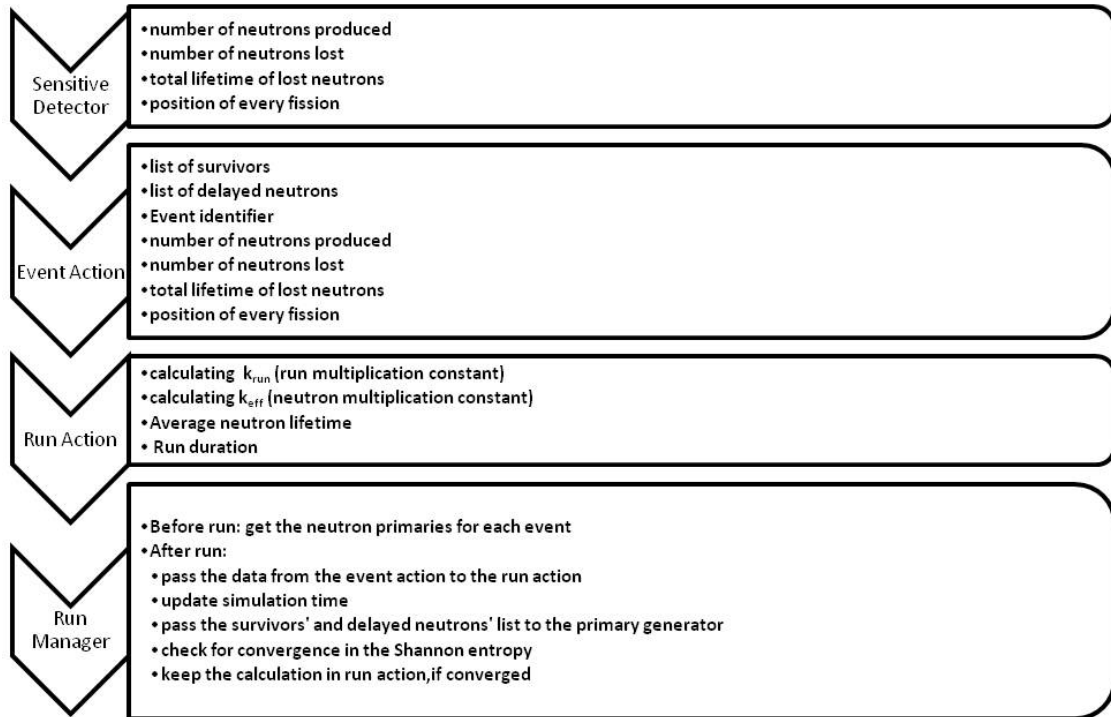 Sensitive
Detector
•number of neutrons produced
•number of neutrons lost
•total lifetime of lost neutrons
•position of every fission
Event Action
•list of survivors
•list of delayed neutrons
•Event identifier
•number of neutrons produced
•number of neutrons lost
•total lifetime of lost neutrons
•position of every fission
Run Action
•calculating k_run (run multiplication constant)
•calculating k_eff (neutron multiplication constant)
•Average neutron lifetime
• Run duration
Run
Manager
•Before run: get the neutron primaries for each event
•After run:
•pass the data from the event action to the run action
•update simulation time
•pass the survivors' and delayed neutrons' list to the primary generator
•check for convergence in the Shannon entropy
•keep the calculation in run action,if converged